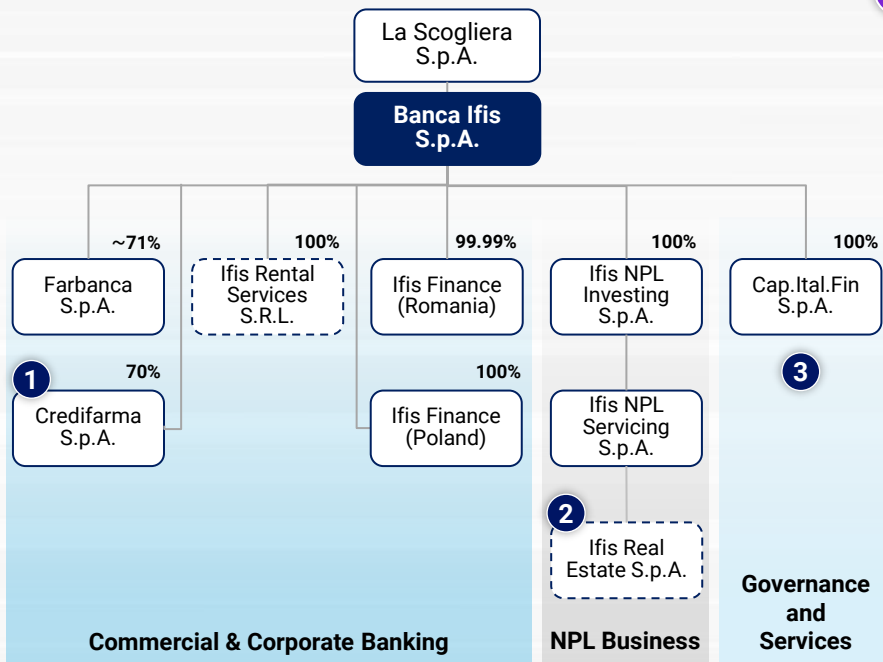 La Scogliera
S.p.A.
Banca Ifis
S.p.A.
~71%
100%
99.99%
100%
100%
Farbanca
S.p.A.
Ifis Rental
Services
S.R.L.
Ifis Finance
(Romania)
Ifis NPL
Investing
S.p.A.
Cap.Ital.Fin
S.p.A.
1
70%
100%
3
Credifarma
S.p.A.
Ifis Finance
(Poland)
Ifis NPL
Servicing
S.p.A.
2
Ifis Real
Estate S.p.A.
Commercial & Corporate Banking
NPL Business
Governance
and
Services